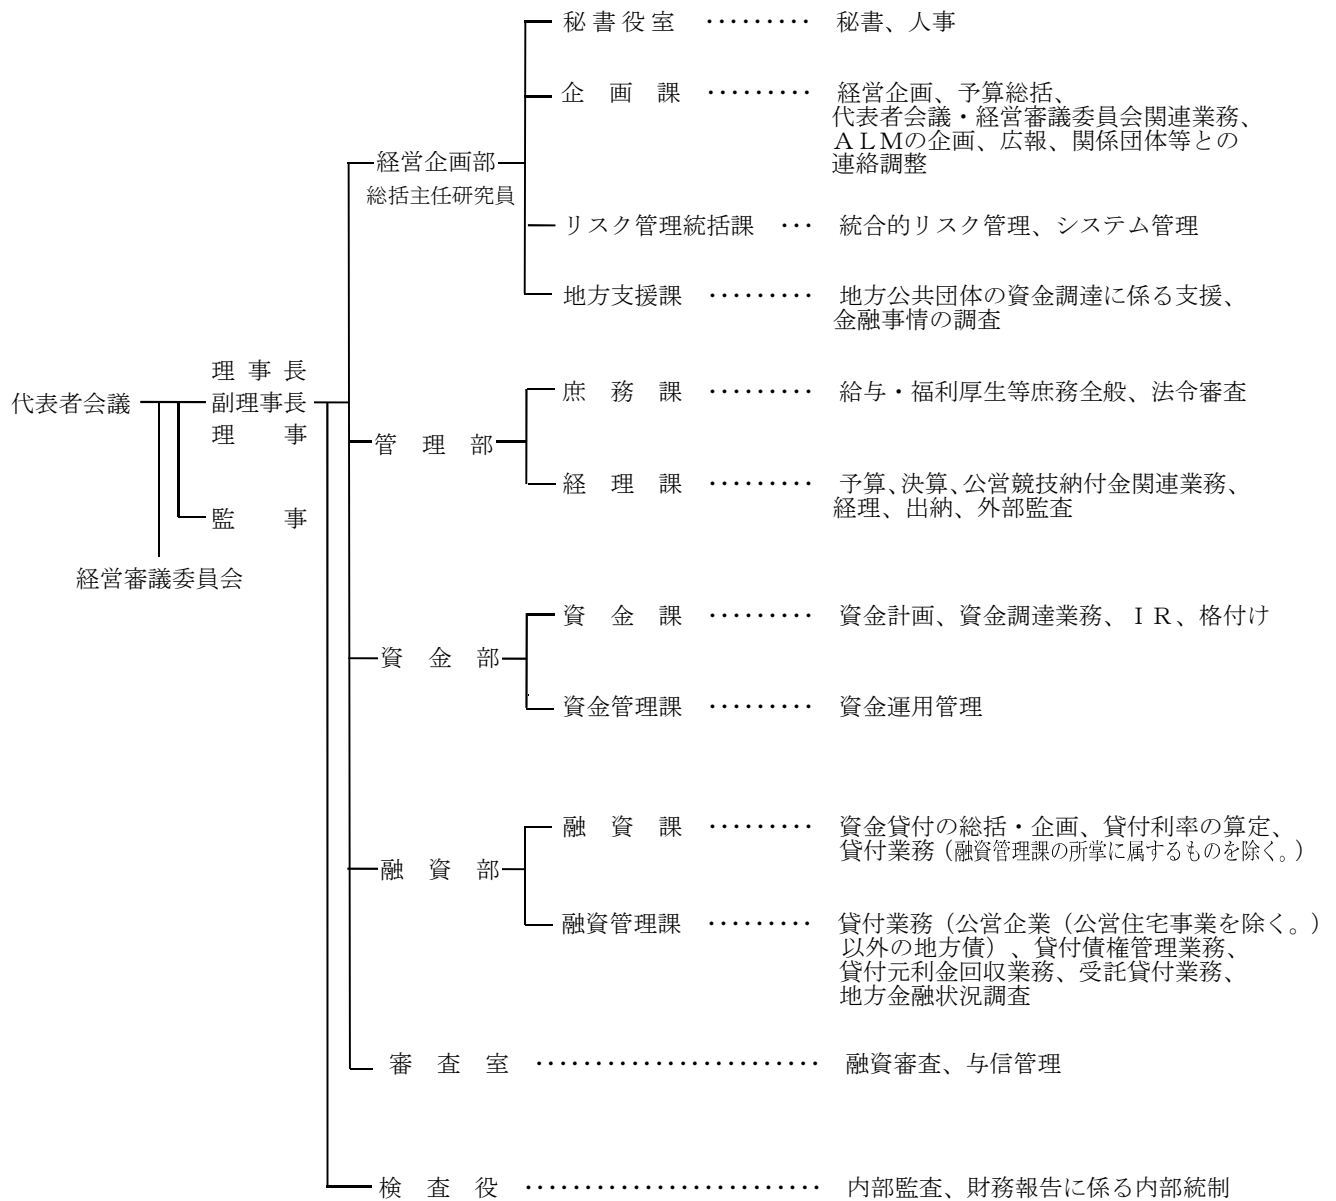 秘書役室 ・・・・・・・・・ 秘書、人事
企画課 ・・・・・・・・・ 経営企画、予算総括、
代表者会議・経営審議委員会関連業務、
ＡＬＭの企画、広報、関係団体等との
連絡調整
経営企画部
総括主任研究員
リスク管理統括課 ・・・ 統合的リスク管理、システム管理
地方支援課 ・・・・・・・・・ 地方公共団体の資金調達に係る支援、
金融事情の調査
代表者会議
理事長
副理事長
理事
監事
経営審議委員会
管理部
庶務課 ・・・・・・・・・ 給与・福利厚生等庶務全般、法令審査
経理課 ・・・・・・・・・ 予算、決算、公営競技納付金関連業務、
経理、出納、外部監査
資金部
資金課 ・・・・・・・・・ 資金計画、資金調達業務、ＩＲ、格付け
資金管理課 ・・・・・・・・・ 資金運用管理
融資部
融資課 ・・・・・・・・・ 資金貸付の総括・企画、貸付利率の算定、
貸付業務（融資管理課の所掌に属するものを除く。）
融資管理課 ・・・・・・・・・ 貸付業務（公営企業（公営住宅事業を除く。）
以外の地方債）、貸付債権管理業務、
貸付元利金回収業務、受託貸付業務、
地方金融状況調査
審査室 ・・・・・・・・・・・・・・・・・・・・・・・・ 融資審査、与信管理
検査役 ・・・・・・・・・・・・・・・・・・・・・・・・・ 内部監査、財務報告に係る内部統制